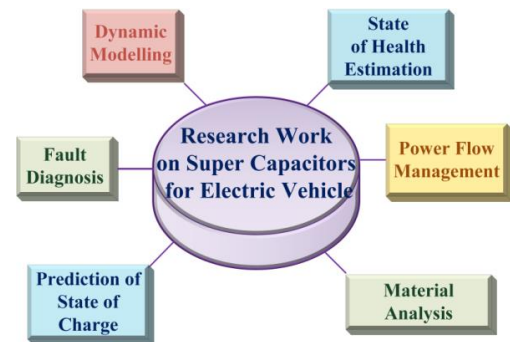 Dynamic
Modelling
State
of Health
Estimation
Research Work
on Super Capacitors
for Electric Vehicle
Fault
Diagnosis
Power Flow
Management
Prediction of
State of
Charge
Material
Analysis